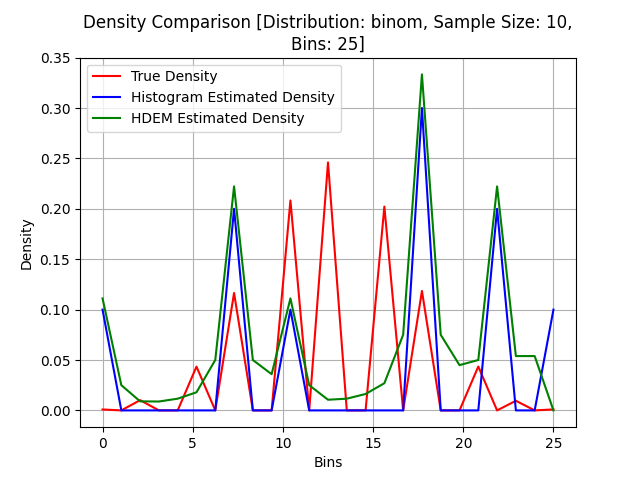 Density Comparison [Distribution: binom, Sample Size: 10,
Bins: 25]
True Density
Histogram Estimated Density
HDEM Estimated Density
Density
0.35
0.30
0.25
0.20
0.15
0.10
0.05
0.00
0 5 10 15 20 25
Bins